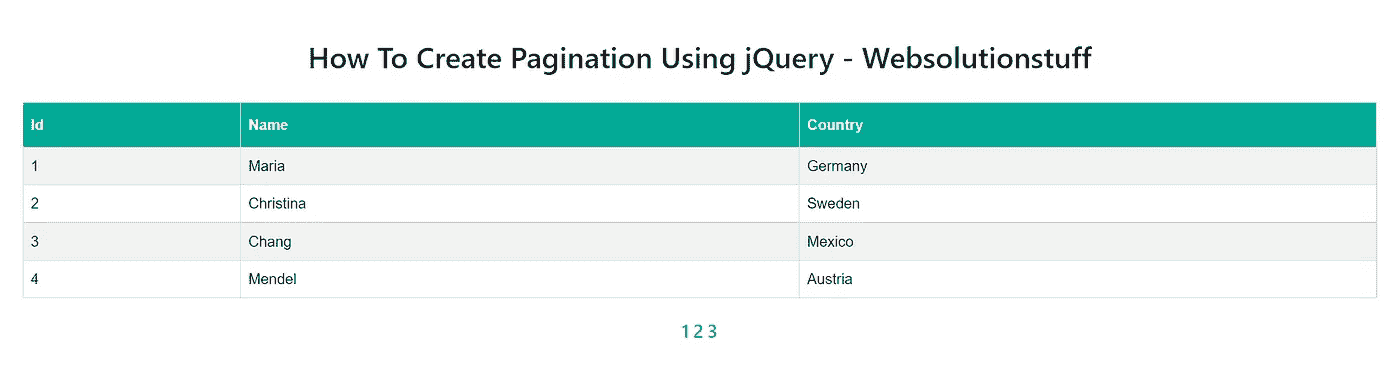 How To Create Pagination Using jQuery - Websolutionstuff
Id Name Country
1 Maria Germany
2 Christina Sweden
3 Chang Mexico
4 Mendel Austria
1 2 3